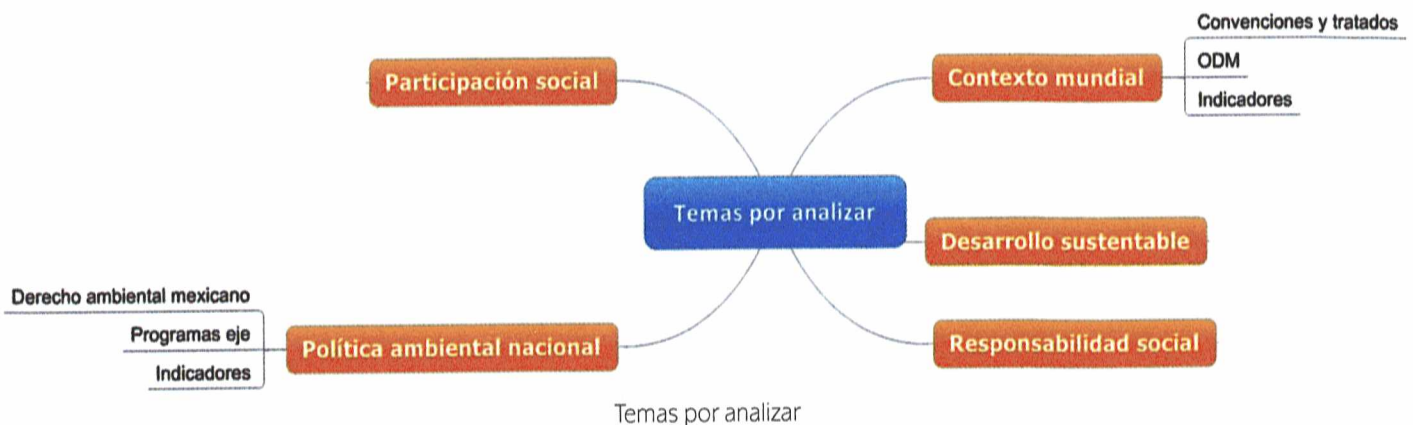 Convenciones y tratados
Participación social
Contexto mundial
ODM
Indicadores
Temas por analizar
Desarrollo sustentable
Derecho ambiental mexicano
Programas eje
Política ambiental nacional
Indicadores
Responsabilidad social
Temas por analizar